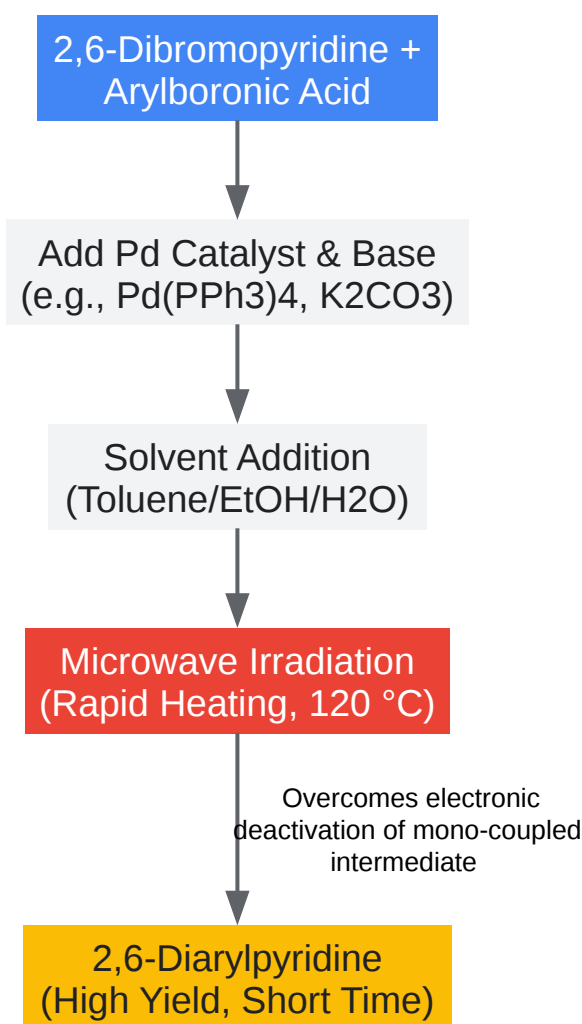 2,6-Dibromopyridine +
Arylboronic Acid
Add Pd Catalyst & Base
(e.g., Pd(PPh3)4, K2CO3)
Solvent Addition
(Toluene/EtOH/H2O)
Microwave Irradiation
(Rapid Heating, 120 °C)
Overcomes electronic
deactivation of mono-coupled
intermediate
2,6-Diarylpyridine
(High Yield, Short Time)